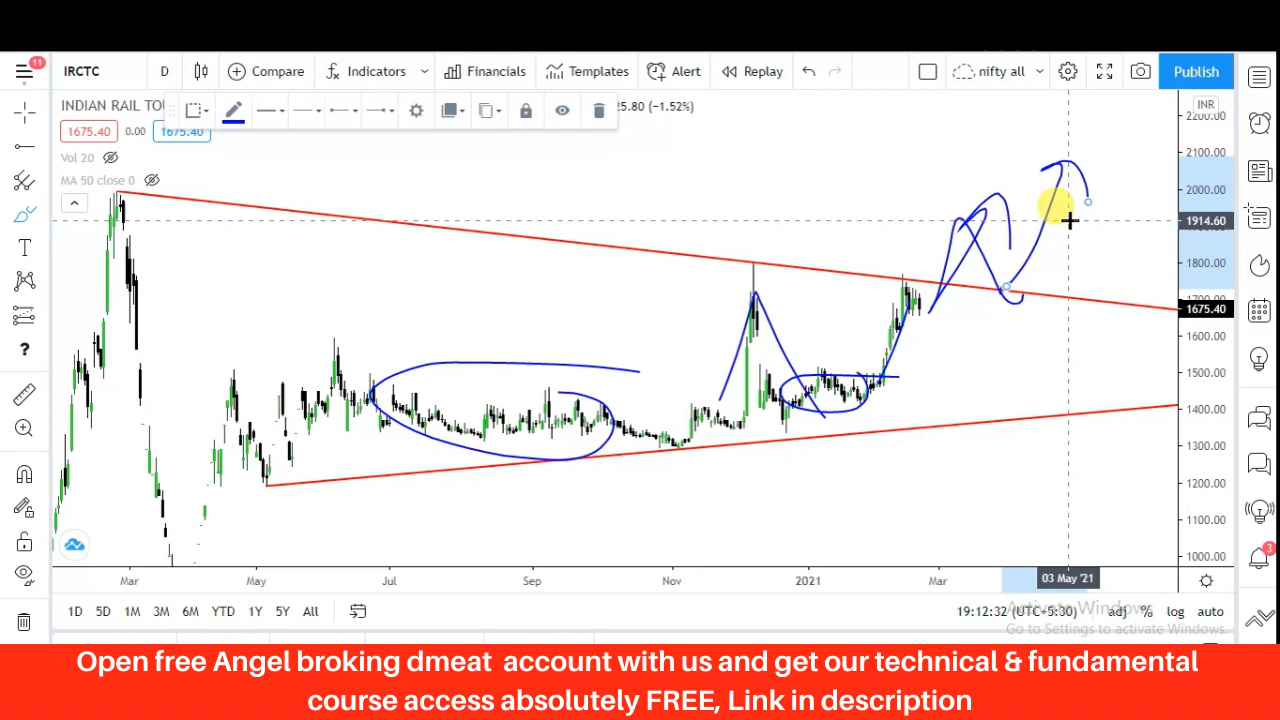 11
IRCTC
D
Compare
Indicators
Financials
Templates
Alert
Replay
nifty all
Publish
INDIAN RAIL TO
25.80 (−1.52%)
INR
1675.40
0.00
1675.40
Vol 20
MA 50 close 0
2200.00
2100.00
2000.00
1914.60
1800.00
1700.00
1675.40
1600.00
1500.00
1400.00
1300.00
1200.00
1100.00
1000.00
Mar
May
Jul
Sep
Nov
2021
Mar
03 May '21
3
1D
5D
1M
3M
6M
YTD
1Y
5Y
All
19:12:32 (UTC+5:30)
adj
%
log
auto
Activate Windows
Go to Settings to activate Windows.
Open free Angel broking dmeat account with us and get our technical & fundamental
course access absolutely FREE, Link in description